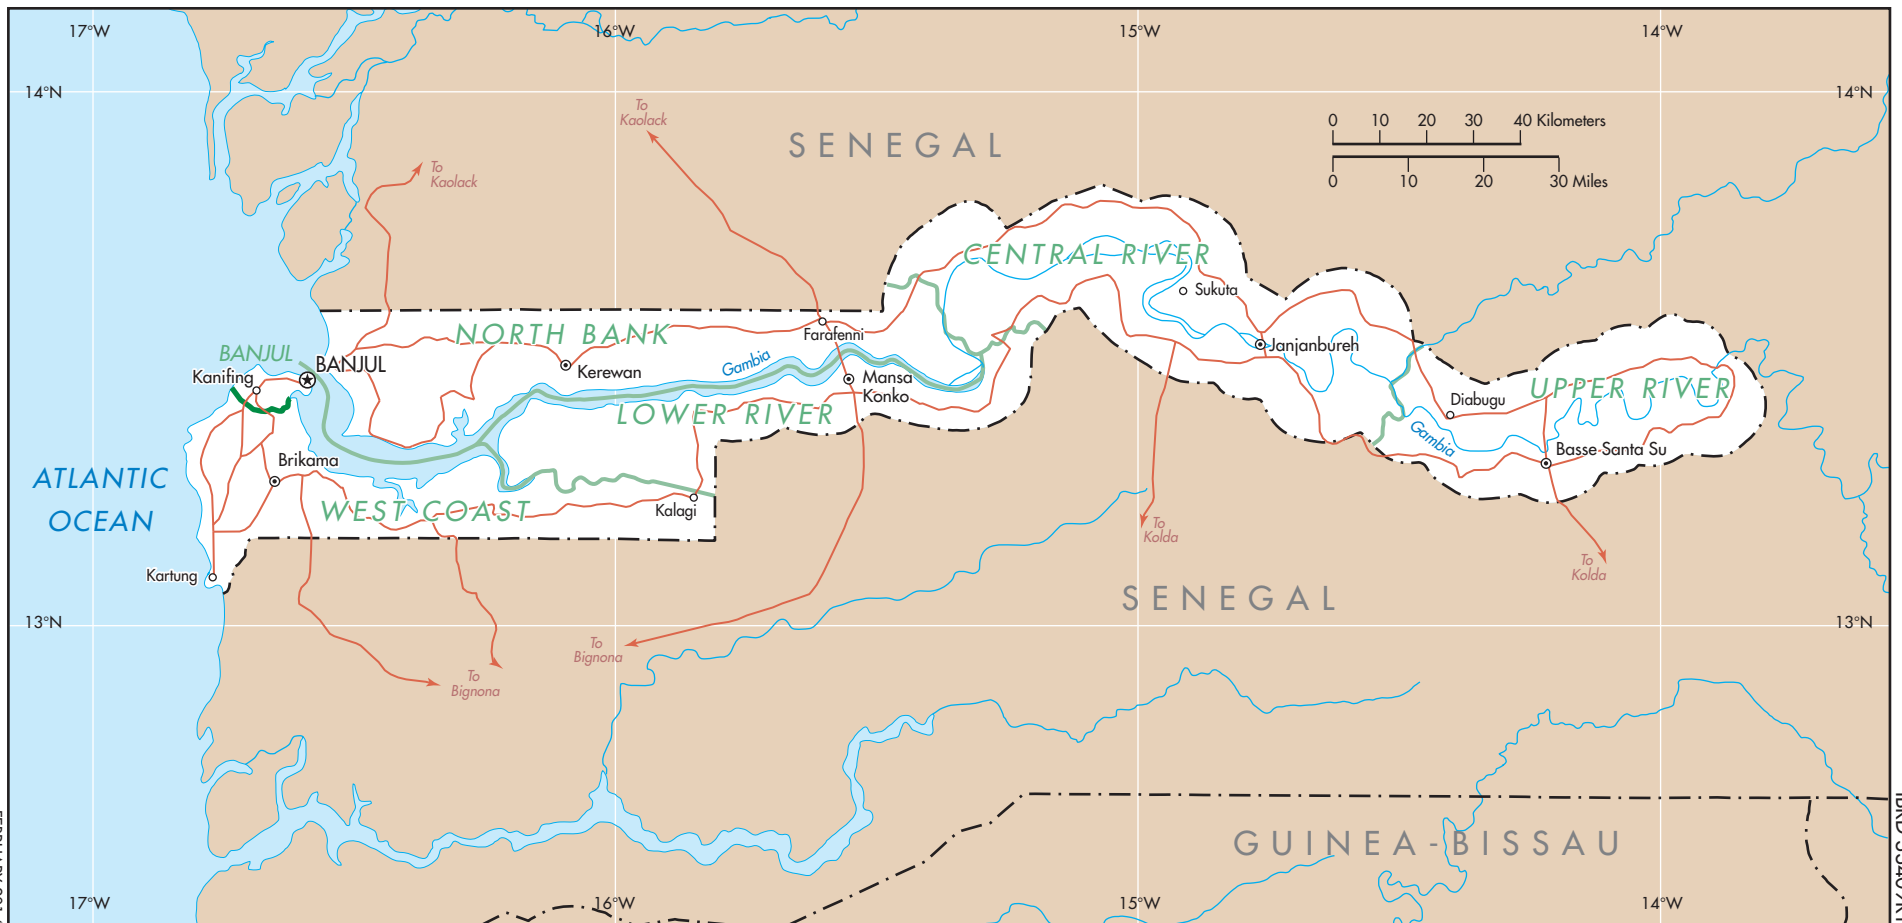 17°W
16°W
15°W
14°W
14°N
14°N
To
Kaolack
To
Kaolack
SENEGAL
0 10 20 30 40 Kilometers
0 10 20 30 Miles
CENTRAL RIVER
Sukuta
NORTH BANK
Farafenni
Janjanbureh
BANJUL
BANJUL
Kanifing
Kerewan
Gambia
Mansa
Konko
LOWER RIVER
UPPER RIVER
Diabugu
Gambia
Basse Santa Su
Brikama
ATLANTIC
OCEAN
WEST COAST
Kalagi
Kartung
To
Kolda
To
Kolda
SENEGAL
13°N
13°N
To
Bignona
To
Bignona
GUINEA-BISSAU
17°W
16°W
15°W
14°W